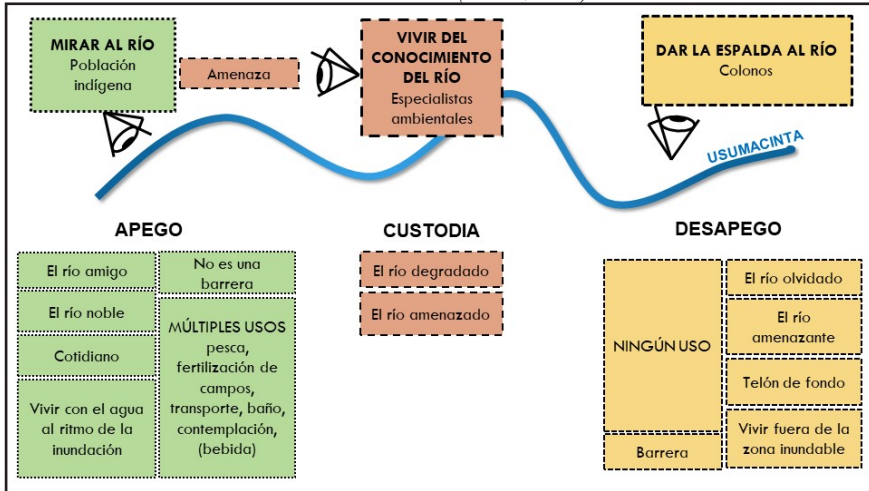 MIRAR AL RÍO
Población
indígena
Amenaza
VIVIR DEL
CONOCIMIENTO
DEL RÍO
Especialistas
ambientales
DAR LA ESPALDA AL RÍO
Colonos
USUMACINTA
APEGO
El río amigo
El río noble
Cotidiano
Vivir con el agua
al ritmo de la
inundación
No es una
barrera
MÚLTIPLES USOS
pesca,
fertilización de
campos,
transporte, baño,
contemplación,
(bebida)
CUSTODIA
El río degradado
El río amenazado
DESAPEGO
NINGÚN USO
Barrera
El río olvidado
El río
amenazante
Telón de fondo
Vivir fuera de la
zona inundable